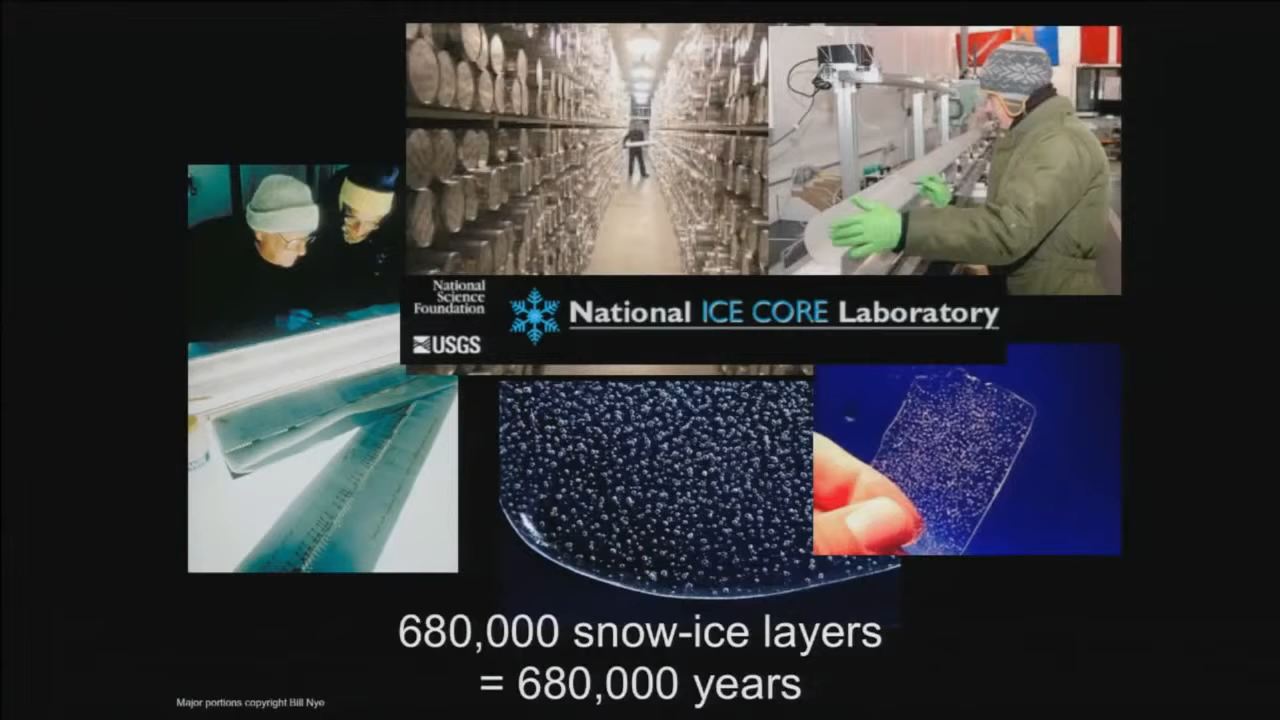 National
Science
Foundation
USGS
National ICE CORE Laboratory
680,000 snow-ice layers
= 680,000 years
Major portions copyright Bill Nye